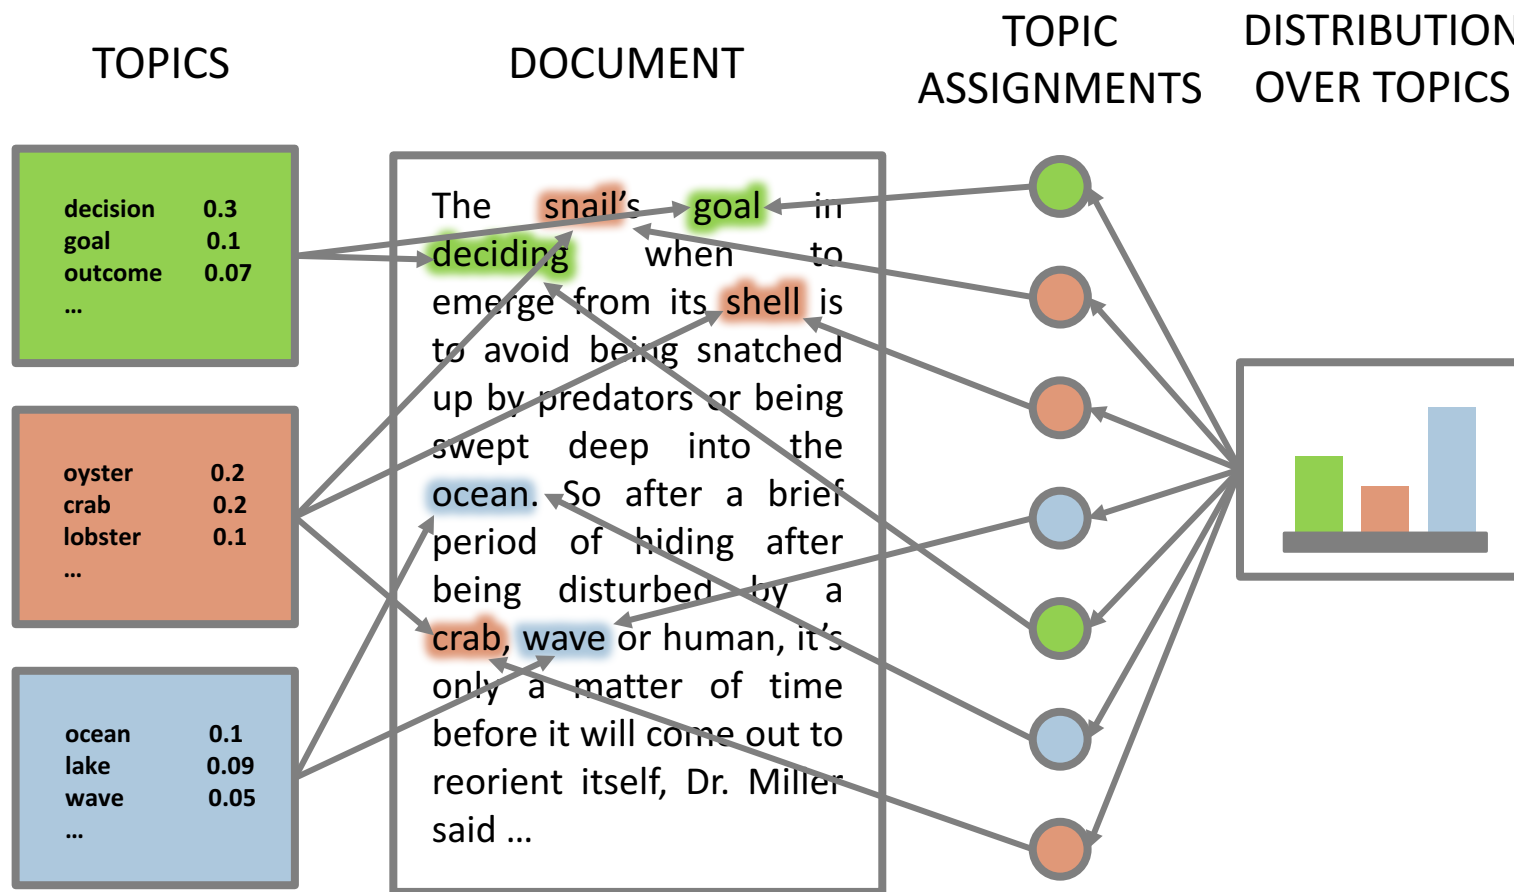 TOPICS
DOCUMENT
TOPIC
ASSIGNMENTS
DISTRIBUTION
OVER TOPICS
decision 0.3
goal 0.1
outcome 0.07
...
oyster 0.2
crab 0.2
lobster 0.1
...
ocean 0.1
lake 0.09
wave 0.05
...
The snail’s goal in
deciding when to
emerge from its shell is
to avoid being snatched
up by predators or being
swept deep into the
ocean. So after a brief
period of hiding after
being disturbed by a
crab, wave or human, it’s
only a matter of time
before it will come out to
reorient itself, Dr. Miller
said ...